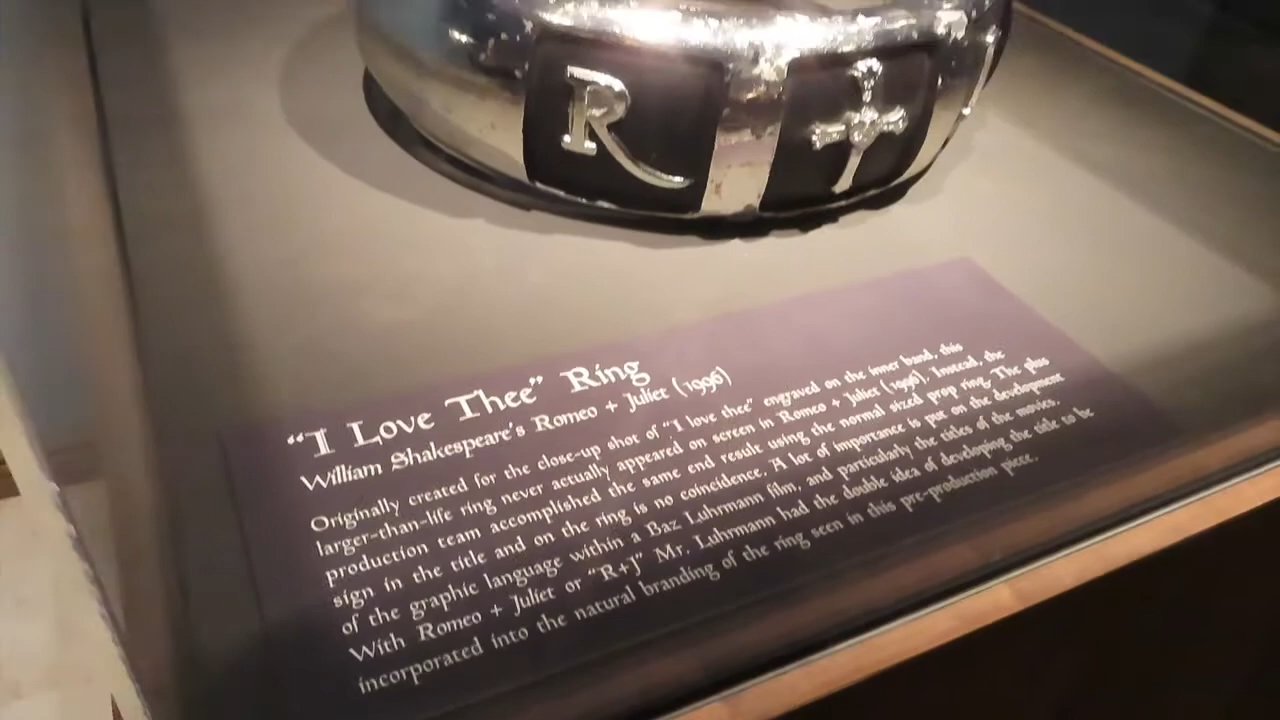 R +
"I Love Thee" Ring
William Shakespeare's Romeo + Juliet (1996)
Originally created for the close-up shot of "I love thee" engraved on the inner band, this
larger-than-life ring never actually appeared on screen in Romeo + Juliet (1996). Instead, the
production team accomplished the same end result using the normal sized prop ring. The plus
sign in the title and on the ring is no coincidence. A lot of importance is put on the development
of the graphic language within a Baz Luhrmann film, and particularly the titles of the movies.
With Romeo + Juliet or "R+J" Mr. Luhrmann had the double idea of developing the title to be
incorporated into the natural branding of the ring seen in this pre-production piece.